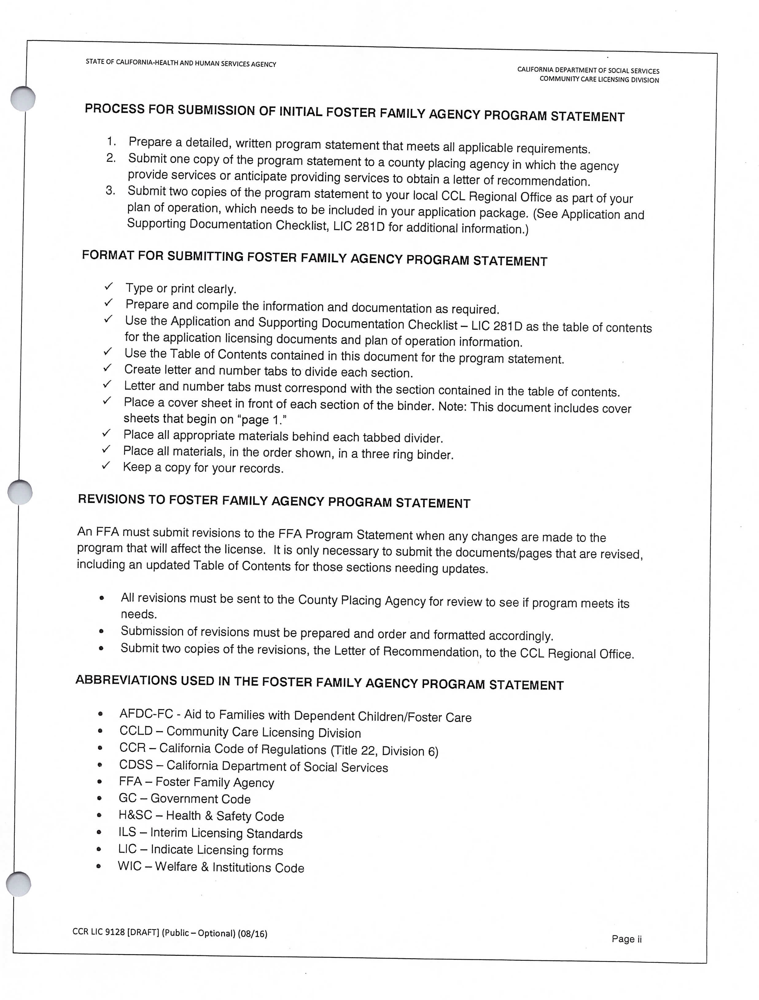 STATE OF CALIFORNIA-HEALTH AND HUMAN SERVICES AGENCY
CALIFORNIA DEPARTMENT OF SOCIAL SERVICES
COMMUNITY CARE LICENSING DIVISION
PROCESS FOR SUBMISSION OF INITIAL FOSTER FAMILY AGENCY PROGRAM STATEMENT
1. Prepare a detailed, written program statement that meets all applicable requirements.
2. Submit one copy of the program statement to a county placing agency in which the agency
provide services or anticipate providing services to obtain a letter of recommendation.
3. Submit two copies of the program statement to your local CCL Regional Office as part of your
plan of operation, which needs to be included in your application package. (See Application and
Supporting Documentation Checklist, LIC 281D for additional information.)
FORMAT FOR SUBMITTING FOSTER FAMILY AGENCY PROGRAM STATEMENT
✓ Type or print clearly.
✓ Prepare and compile the information and documentation as required.
✓ Use the Application and Supporting Documentation Checklist – LIC 281D as the table of contents
for the application licensing documents and plan of operation information.
✓ Use the Table of Contents contained in this document for the program statement.
✓ Create letter and number tabs to divide each section.
✓ Letter and number tabs must correspond with the section contained in the table of contents.
✓ Place a cover sheet in front of each section of the binder. Note: This document includes cover
sheets that begin on “page 1.”
✓ Place all appropriate materials behind each tabbed divider.
✓ Place all materials, in the order shown, in a three ring binder.
✓ Keep a copy for your records.
REVISIONS TO FOSTER FAMILY AGENCY PROGRAM STATEMENT
An FFA must submit revisions to the FFA Program Statement when any changes are made to the
program that will affect the license. It is only necessary to submit the documents/pages that are revised,
including an updated Table of Contents for those sections needing updates.
• All revisions must be sent to the County Placing Agency for review to see if program meets its
needs.
• Submission of revisions must be prepared and order and formatted accordingly.
• Submit two copies of the revisions, the Letter of Recommendation, to the CCL Regional Office.
ABBREVIATIONS USED IN THE FOSTER FAMILY AGENCY PROGRAM STATEMENT
• AFDC-FC - Aid to Families with Dependent Children/Foster Care
• CCLD – Community Care Licensing Division
• CCR – California Code of Regulations (Title 22, Division 6)
• CDSS – California Department of Social Services
• FFA – Foster Family Agency
• GC – Government Code
• H&SC – Health & Safety Code
• ILS – Interim Licensing Standards
• LIC – Indicate Licensing forms
• WIC – Welfare & Institutions Code
CCR LIC 9128 [DRAFT] (Public – Optional) (08/16)
Page ii